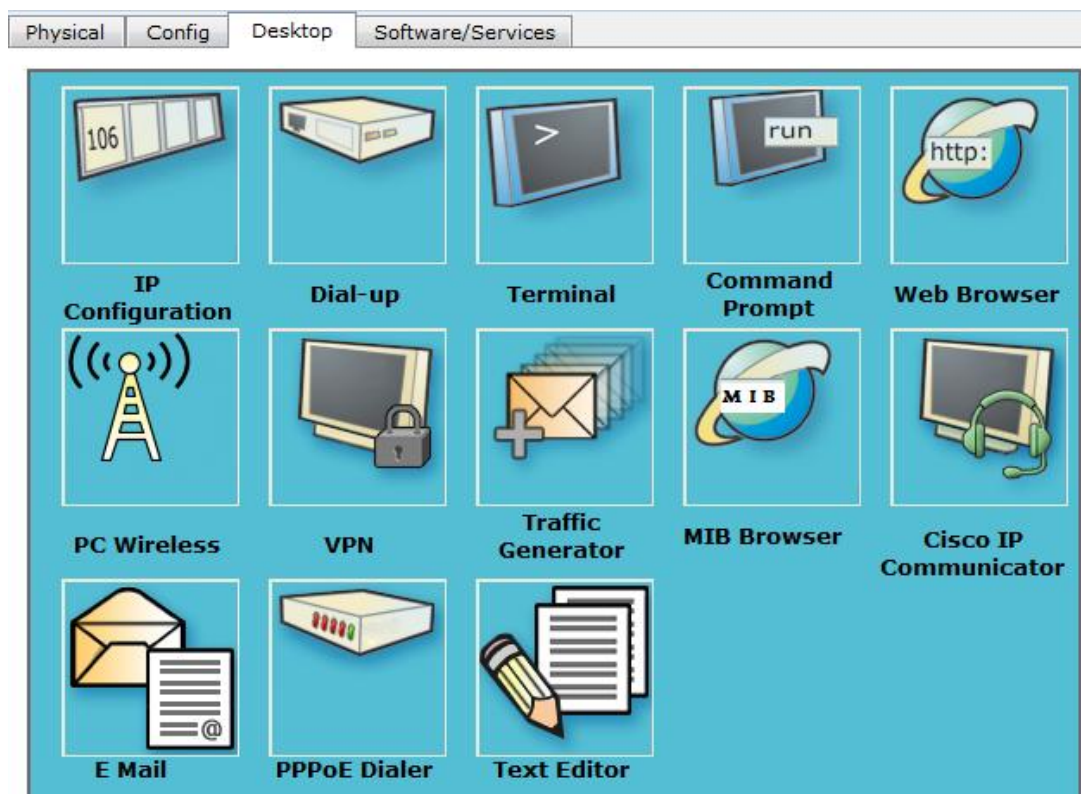 Physical Config Desktop Software/Services
106
>
run
http:
IP
Configuration
Dial-up
Terminal
Command
Prompt
Web Browser
MIB
PC Wireless
VPN
Traffic
Generator
MIB Browser
Cisco IP
Communicator
@
E Mail
PPPoE Dialer
Text Editor